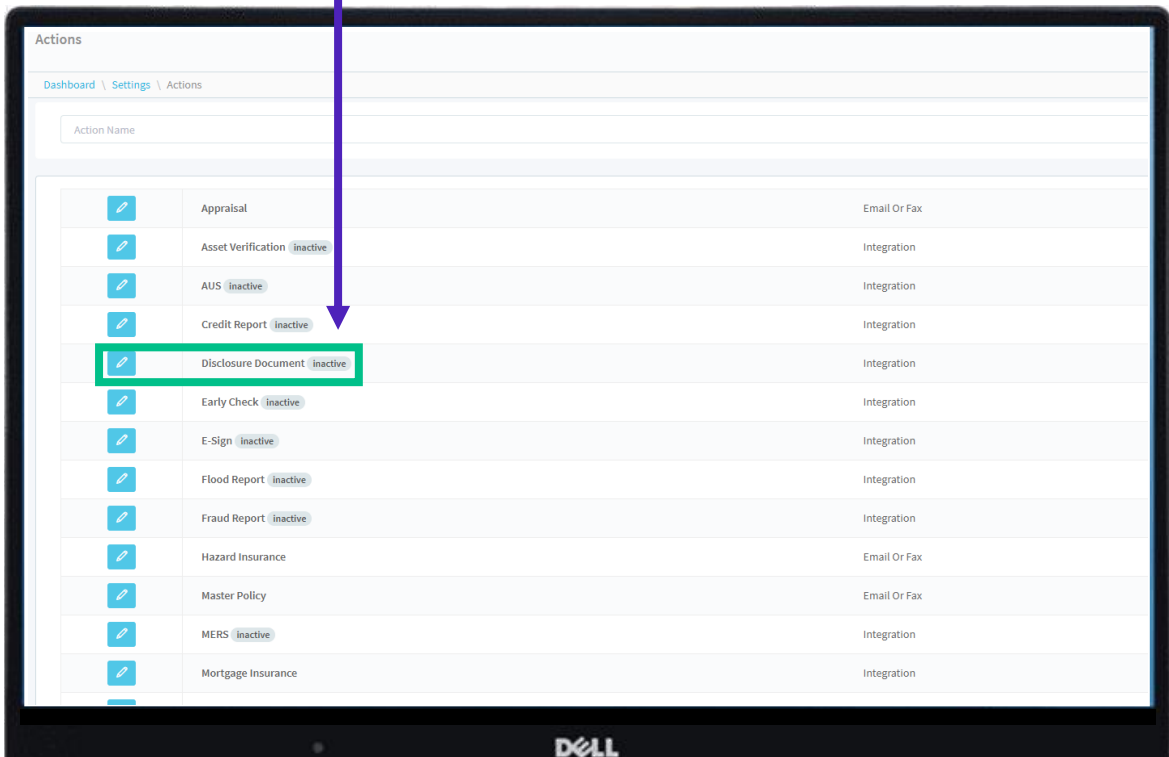 Actions
Dashboard \ Settings \ Actions
Action Name
Appraisal Email Or Fax
Asset Verification inactive Integration
AUS inactive Integration
Credit Report inactive Integration
Disclosure Document inactive Integration
Early Check inactive Integration
E-Sign inactive Integration
Flood Report inactive Integration
Fraud Report inactive Integration
Hazard Insurance Email Or Fax
Master Policy Email Or Fax
MERS inactive Integration
Mortgage Insurance Integration
DELL